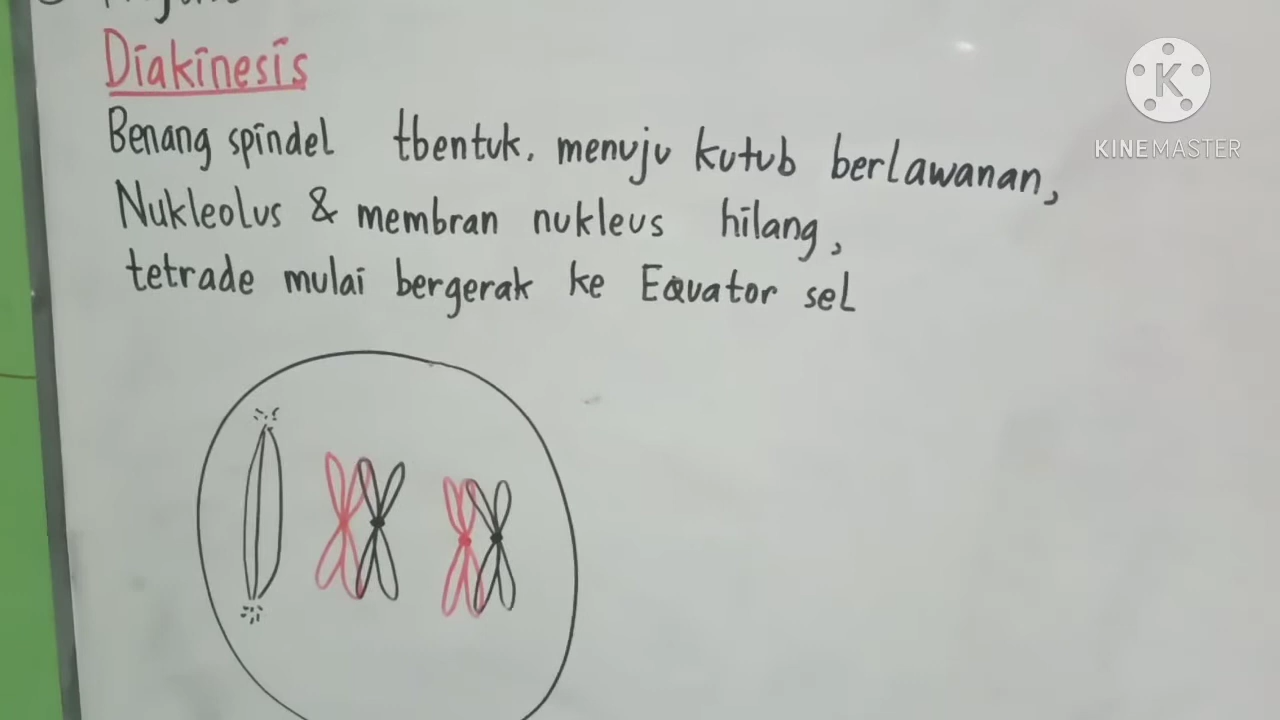 Diakinesis
Benang spindel tbentuk. menuju kutub berlawanan,
Nukleolus & membran nukleus hilang,
tetrade mulai bergerak ke Equator sel
K
KINEMASTER